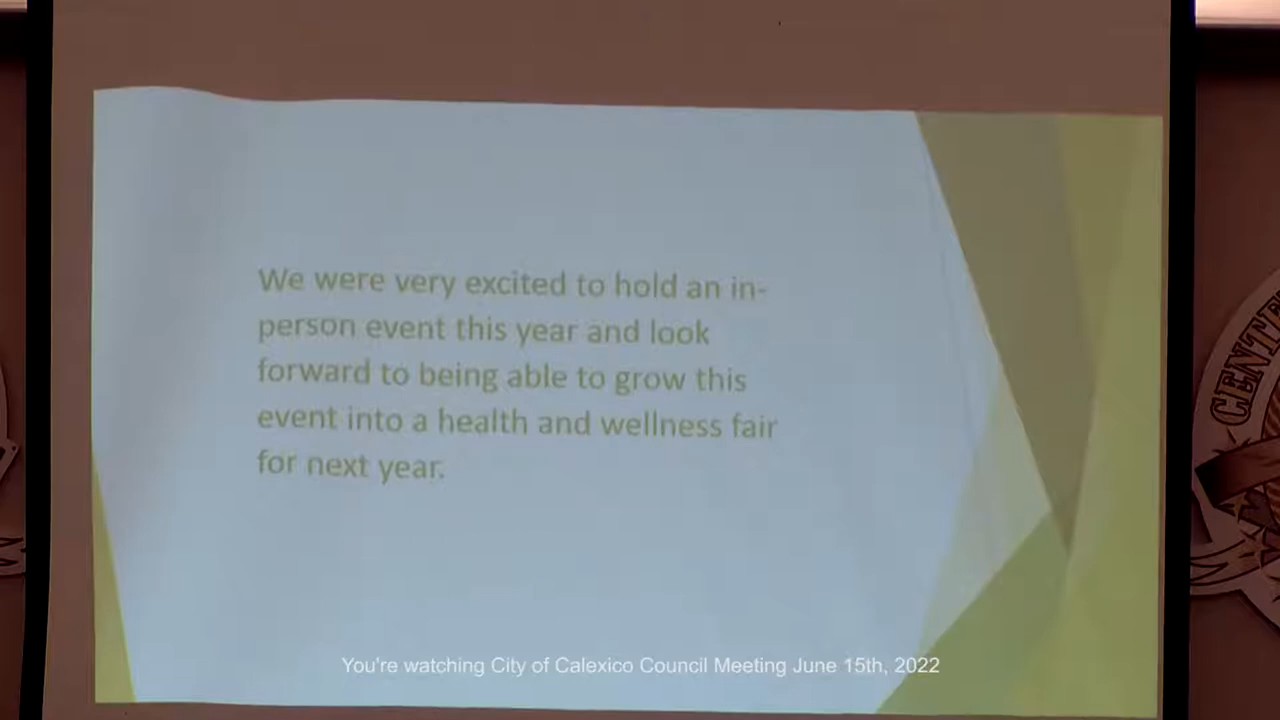 We were very excited to hold an in-
person event this year and look
forward to being able to grow this
event into a health and wellness fair
for next year.
You're watching City of Calexico Council Meeting June 15th, 2022